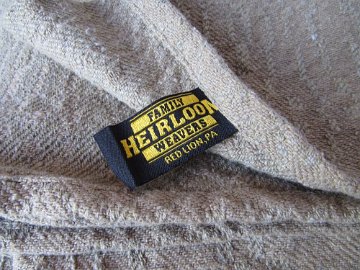 FAMILY
HEIRLOOM
WEAVERS
RED LION, PA